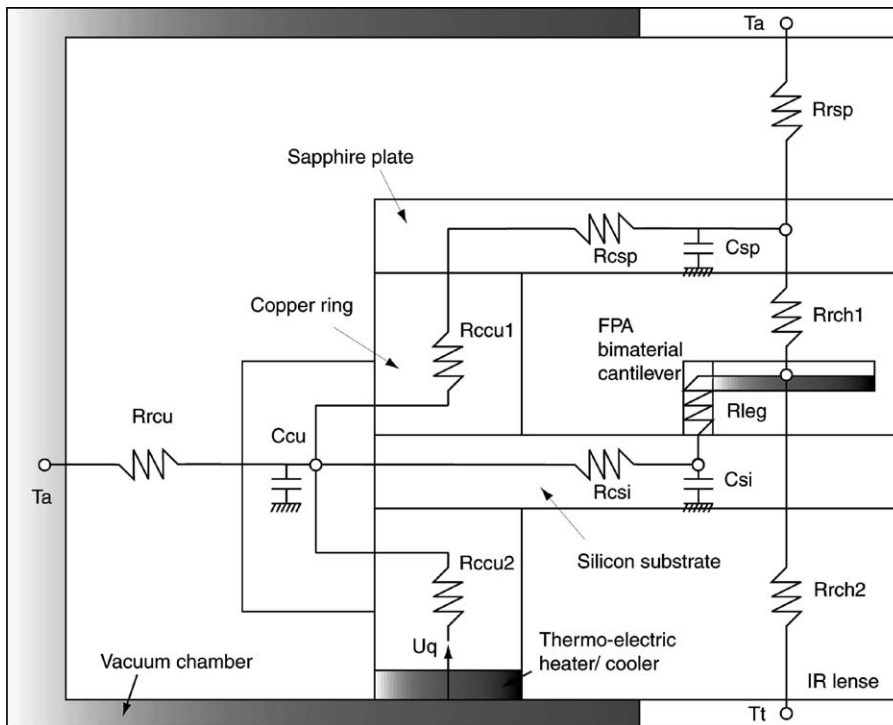 Ta
Rrsp
Sapphire plate
Rcsp
Csp
Copper ring
Rccu1
FPA
bimaterial
cantilever
Rrch1
Rrcu
Ccu
Rleg
Ta
Rcsi
Csi
Silicon substrate
Rccu2
Rrch2
Uq
Thermo-electric
heater/ cooler
Vacuum chamber
IR lense
Tt